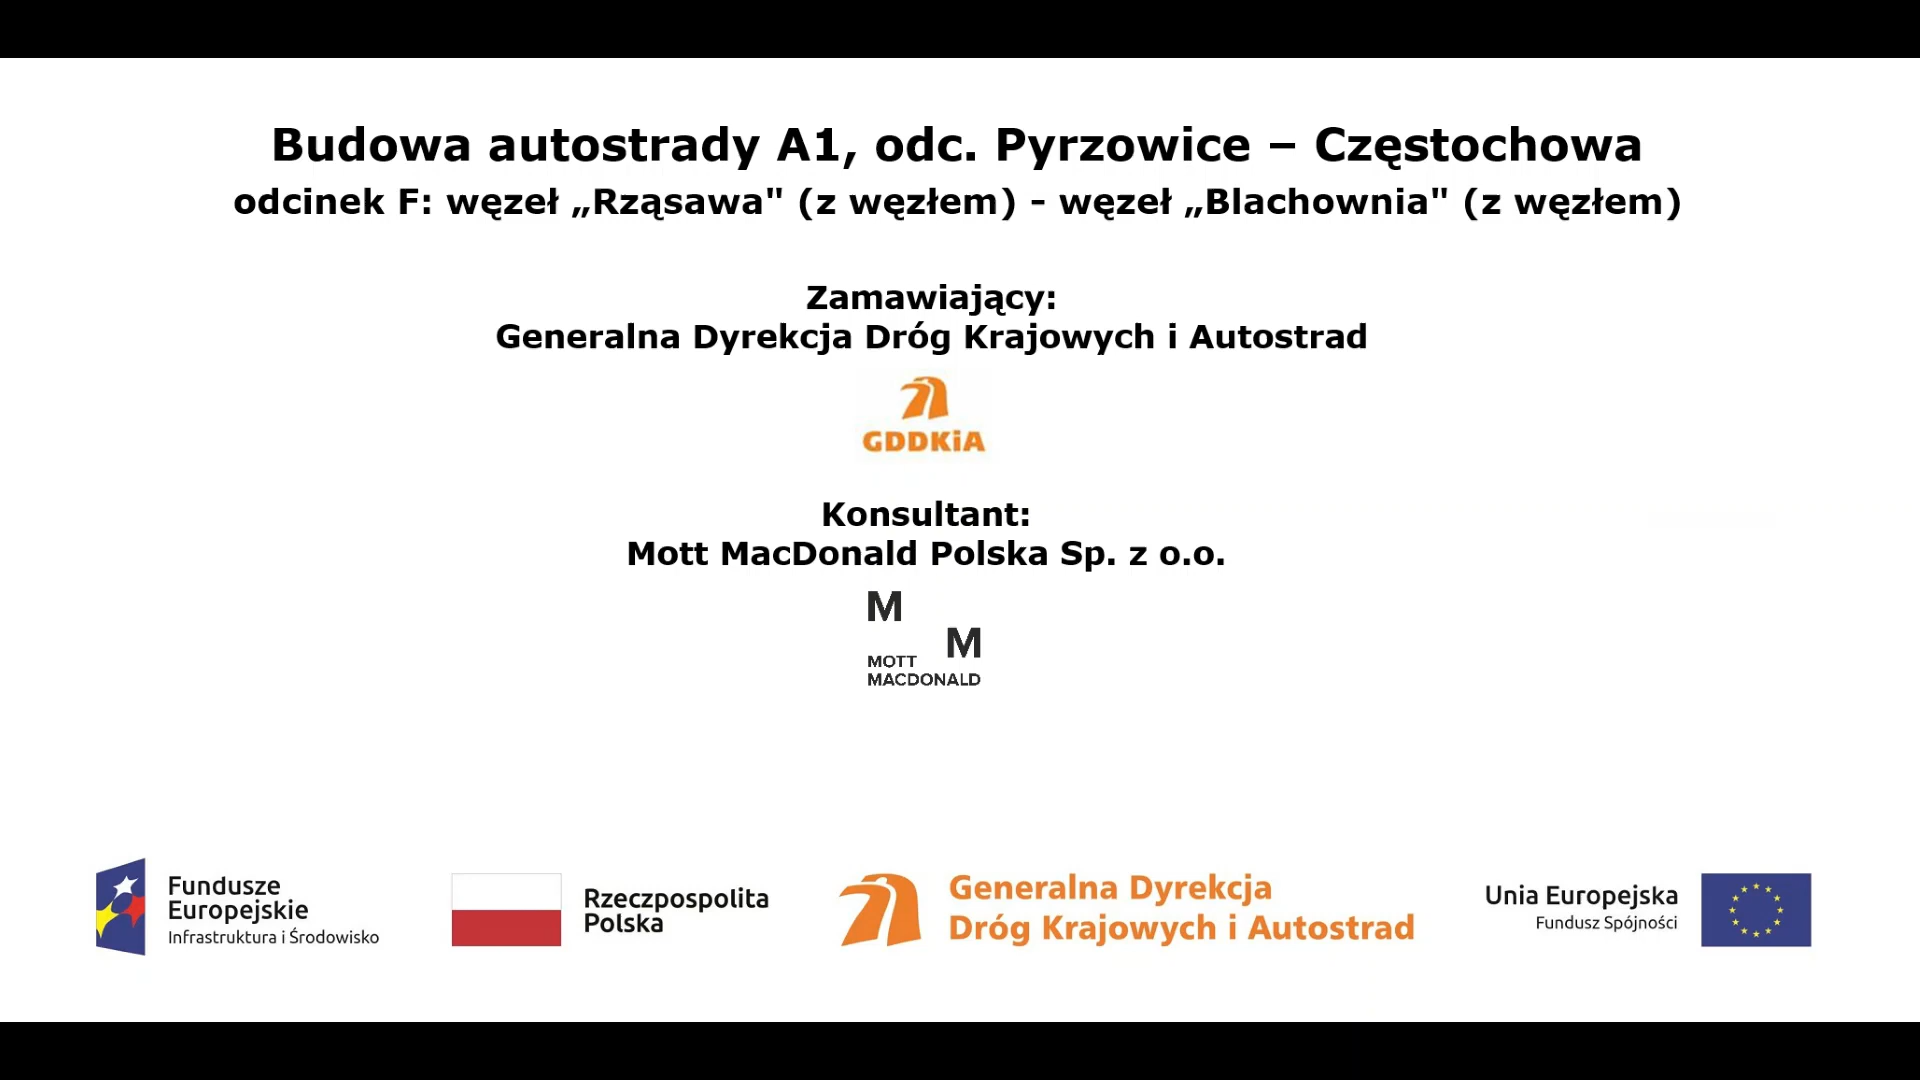 Budowa autostrady A1, odc. Pyrzowice – Częstochowa
odcinek F: węzeł „Rząsawa" (z węzłem) - węzeł „Blachownia" (z węzłem)
Zamawiający:
Generalna Dyrekcja Dróg Krajowych i Autostrad
GDDKiA
Konsultant:
Mott MacDonald Polska Sp. z o.o.
M
M
MOTT
MACDONALD
Fundusze
Europejskie
Infrastruktura i Środowisko
Rzeczpospolita
Polska
Generalna Dyrekcja
Dróg Krajowych i Autostrad
Unia Europejska
Fundusz Spójności